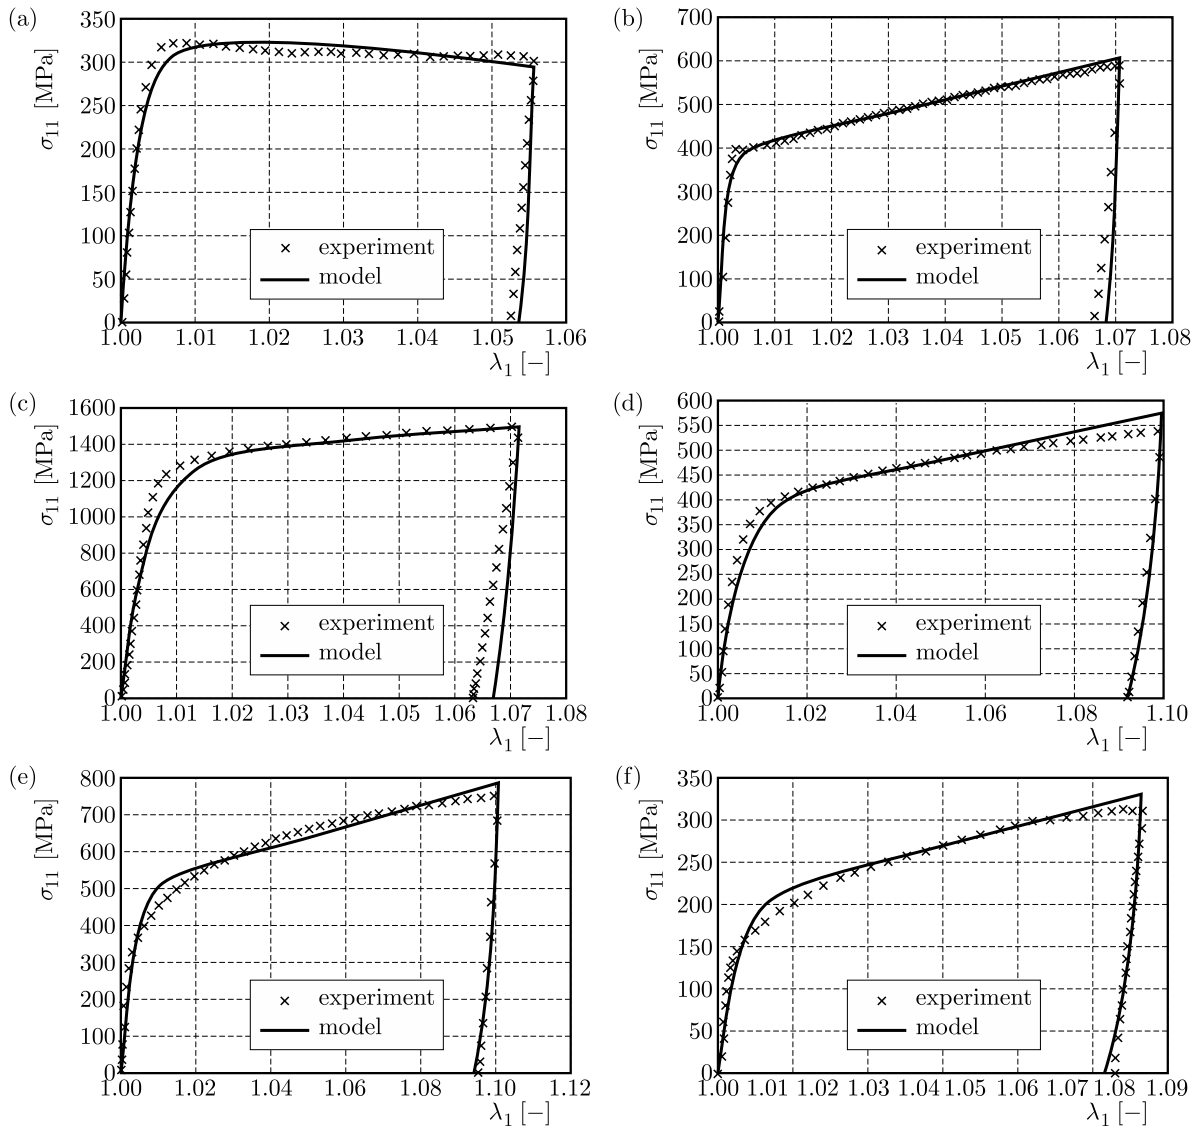 (a)
350
300
250
200
150
100
50
0
σ11 [MPa]
experiment
model
1.00 1.01 1.02 1.03 1.04 1.05 1.06
λ1 [−]
(b)
700
600
500
400
300
200
100
0
σ11 [MPa]
experiment
model
1.00 1.01 1.02 1.03 1.04 1.05 1.06 1.07 1.08
λ1 [−]
(c)
1600
1400
1200
1000
800
600
400
200
0
σ11 [MPa]
experiment
model
1.00 1.01 1.02 1.03 1.04 1.05 1.06 1.07 1.08
λ1 [−]
(d)
600
550
500
450
400
350
300
250
200
150
100
50
0
σ11 [MPa]
experiment
model
1.00 1.02 1.04 1.06 1.08 1.10
λ1 [−]
(e)
800
700
600
500
400
300
200
100
0
σ11 [MPa]
experiment
model
1.00 1.02 1.04 1.06 1.08 1.10 1.12
λ1 [−]
(f)
350
300
250
200
150
100
50
0
σ11 [MPa]
experiment
model
1.00 1.01 1.02 1.03 1.04 1.05 1.06 1.07 1.08 1.09
λ1 [−]